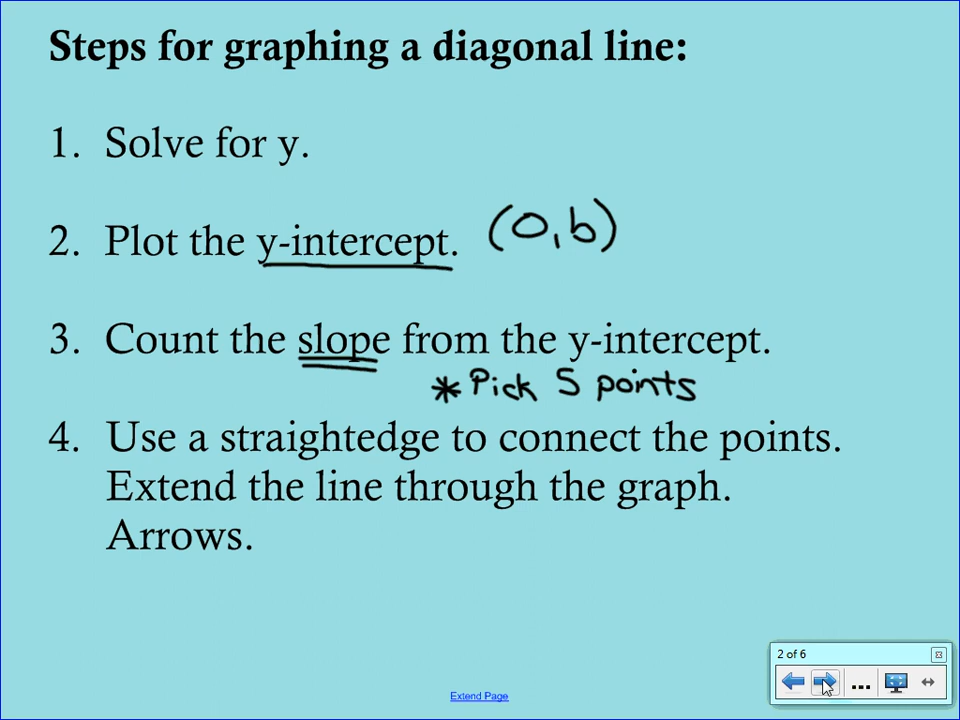 Steps for graphing a diagonal line:
1. Solve for y.
2. Plot the y-intercept. (0,b)
3. Count the slope from the y-intercept.
* Pick 5 points
4. Use a straightedge to connect the points.
Extend the line through the graph.
Arrows.
2 of 6
...
Extend Page